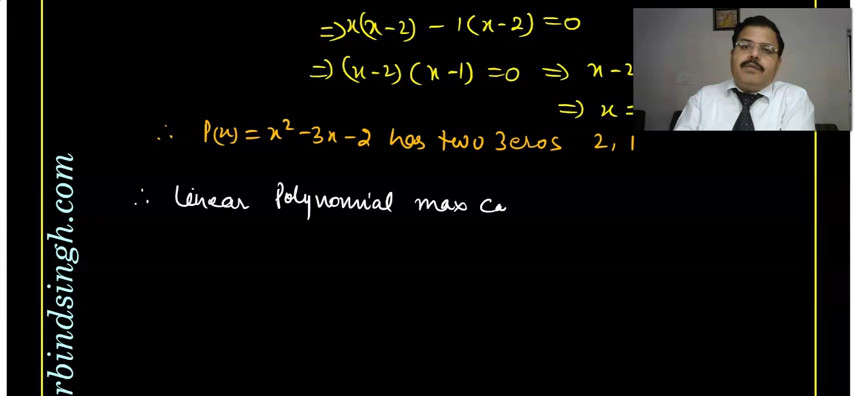 ⇒ x(x-2) - 1(x-2) = 0
⇒ (x-2)(x-1) = 0 ⇒ x-2
⇒ x =
∴ P(x) = x² - 3x - 2 has two zeros 2, 1
∴ Linear Polynomial max ca
rbindsingh.com